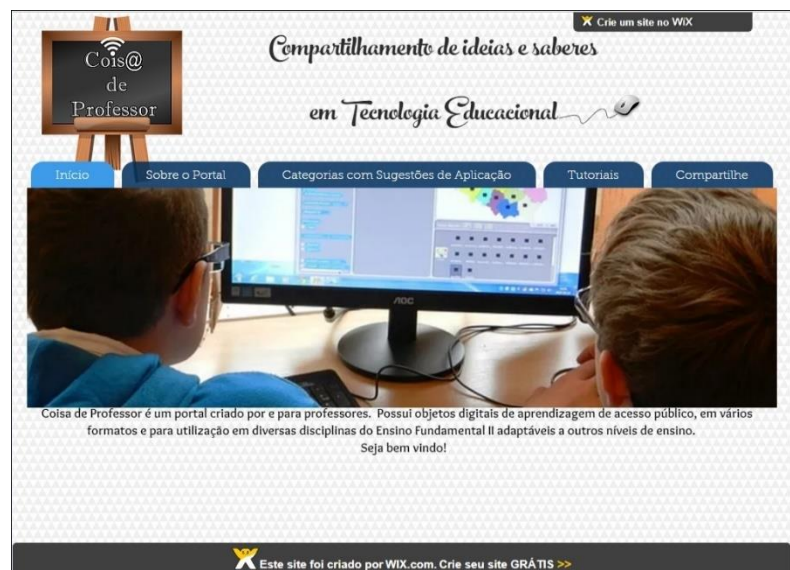 Crie um site no WiX
Cois@
de
Professor
Compartilhamento de ideias e saberes
em Tecnologia Educacional
Início
Sobre o Portal
Categorias com Sugestões de Aplicação
Tutoriais
Compartilhe
AOC
Coisa de Professor é um portal criado por e para professores. Possui objetos digitais de aprendizagem de acesso público, em vários
formatos e para utilização em diversas disciplinas do Ensino Fundamental II adaptáveis a outros níveis de ensino.
Seja bem vindo!
Este site foi criado por WIX.com. Crie seu site GRÁTIS >>